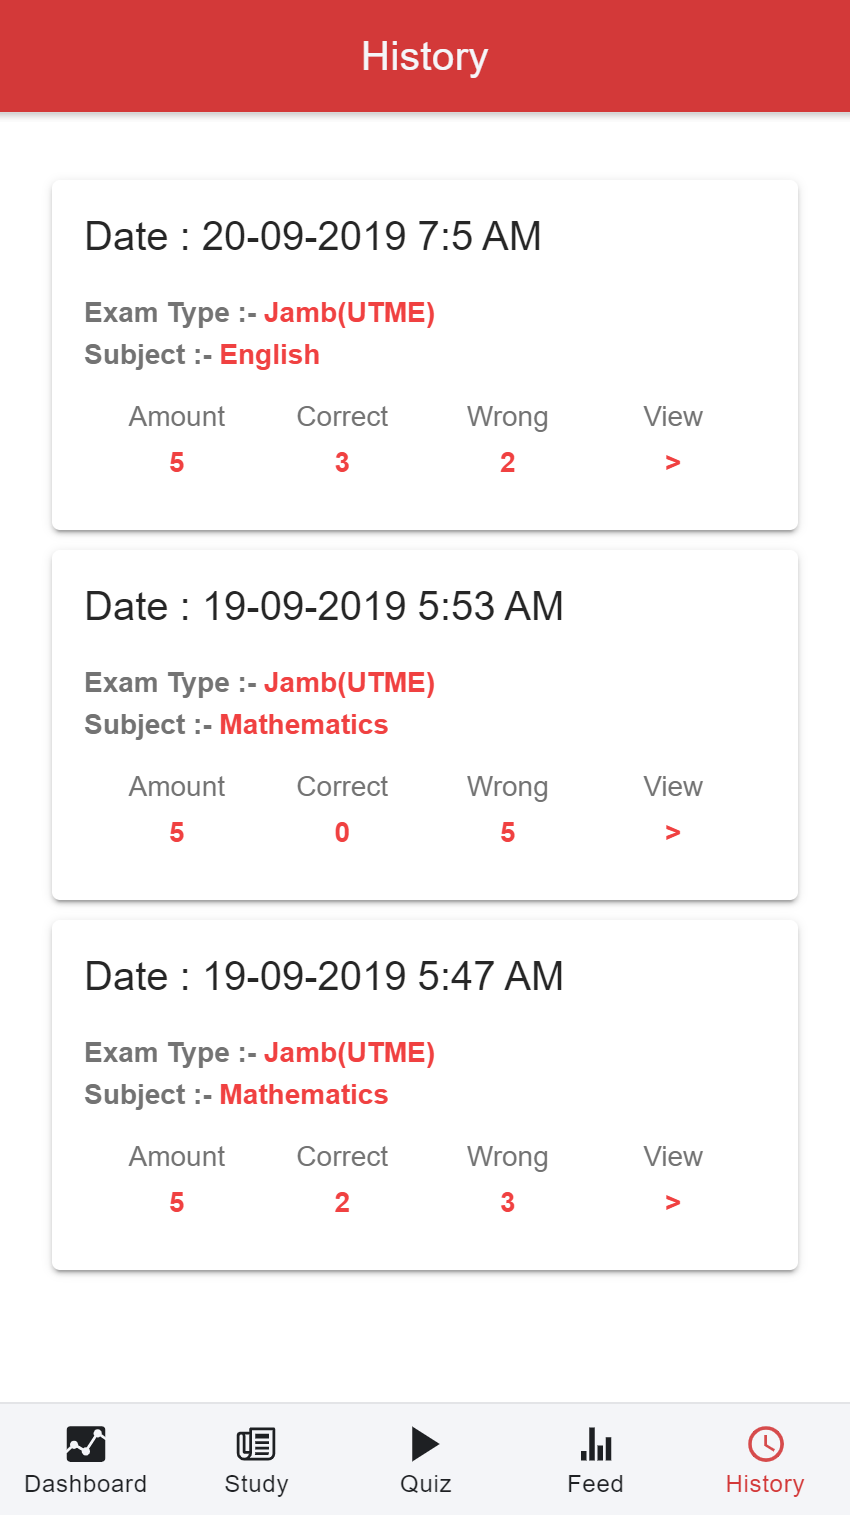 History
Date : 20-09-2019 7:5 AM
Exam Type :- Jamb(UTME)
Subject :- English
Amount Correct Wrong View
5 3 2 >
Date : 19-09-2019 5:53 AM
Exam Type :- Jamb(UTME)
Subject :- Mathematics
Amount Correct Wrong View
5 0 5 >
Date : 19-09-2019 5:47 AM
Exam Type :- Jamb(UTME)
Subject :- Mathematics
Amount Correct Wrong View
5 2 3 >
Dashboard Study Quiz Feed History